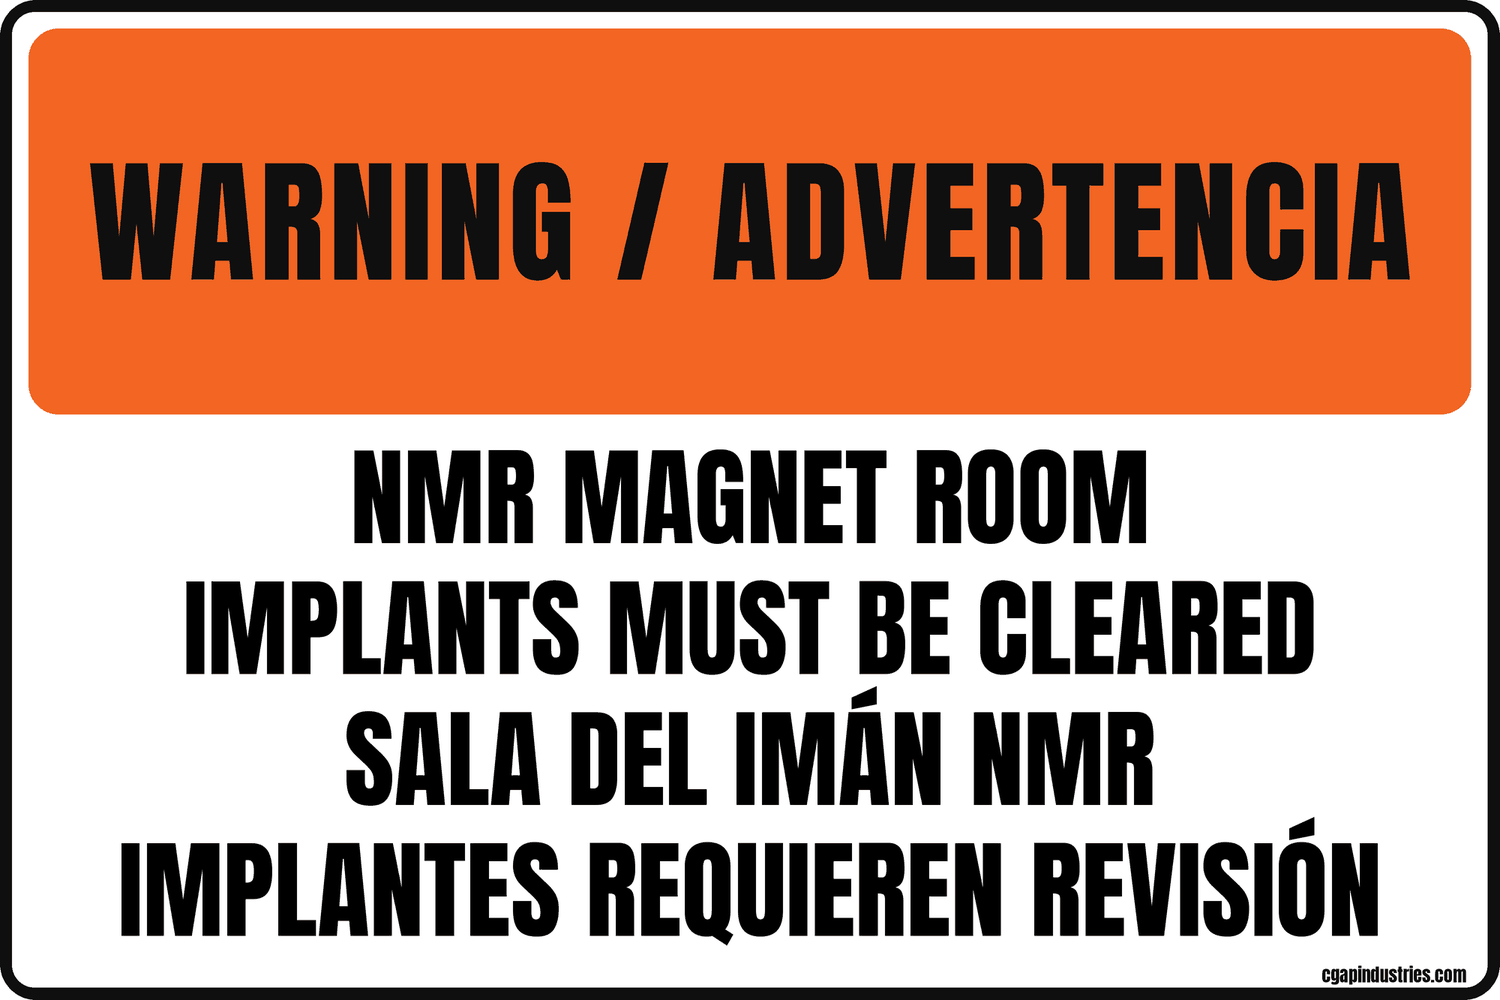 WARNING / ADVERTENCIA
NMR MAGNET ROOM
IMPLANTS MUST BE CLEARED
SALA DEL IMÁN NMR
IMPLANTES REQUIEREN REVISIÓN
cgapindustries.com